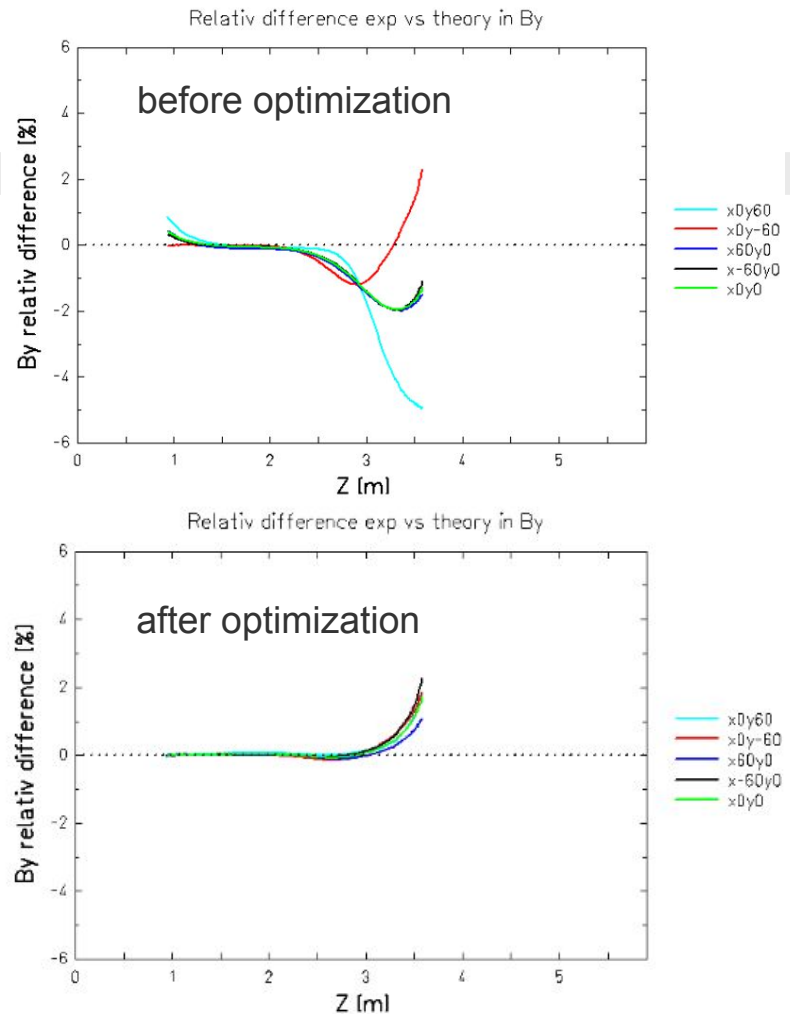 Relativ difference exp vs theory in By
before optimization
By relativ difference [%]
6
4
2
0
-2
-4
-6
0 1 2 3 4 5
Z [m]
x0y60
x0y-60
x60y0
x-60y0
x0y0
Relativ difference exp vs theory in By
after optimization
By relativ difference [%]
6
4
2
0
-2
-4
-6
0 1 2 3 4 5
Z [m]
x0y60
x0y-60
x60y0
x-60y0
x0y0